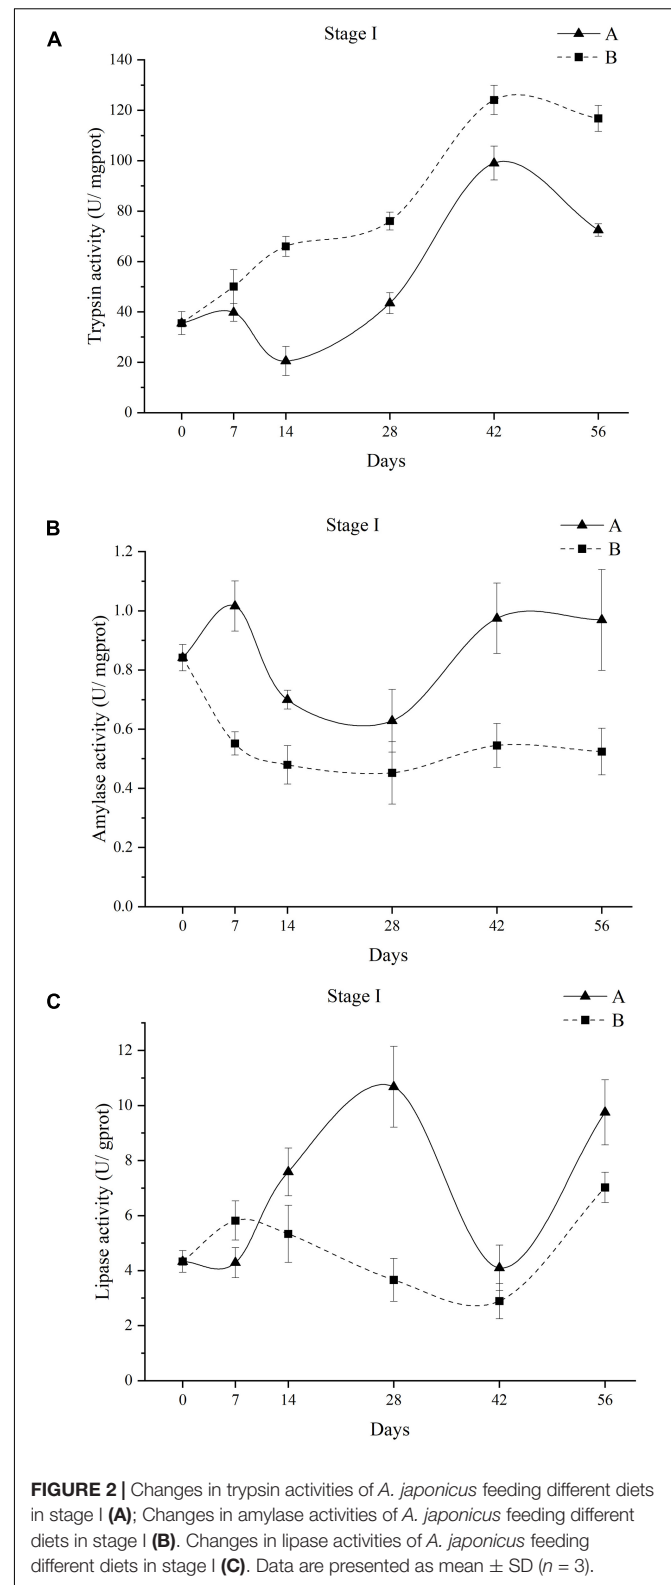 A
Stage I
A
B
140
120
100
80
60
40
20
0
Trypsin activity (U/ mgprot)
0 7 14 28 42 56
Days
B
Stage I
A
B
1.2
1.0
0.8
0.6
0.4
0.2
0.0
Amylase activity (U/ mgprot)
0 7 14 28 42 56
Days
C
Stage I
A
B
12
10
8
6
4
2
0
Lipase activity (U/ gprot)
0 7 14 28 42 56
Days
FIGURE 2 | Changes in trypsin activities of A. japonicus feeding different diets
in stage I (A); Changes in amylase activities of A. japonicus feeding different
diets in stage I (B). Changes in lipase activities of A. japonicus feeding
different diets in stage I (C). Data are presented as mean ± SD (n = 3).